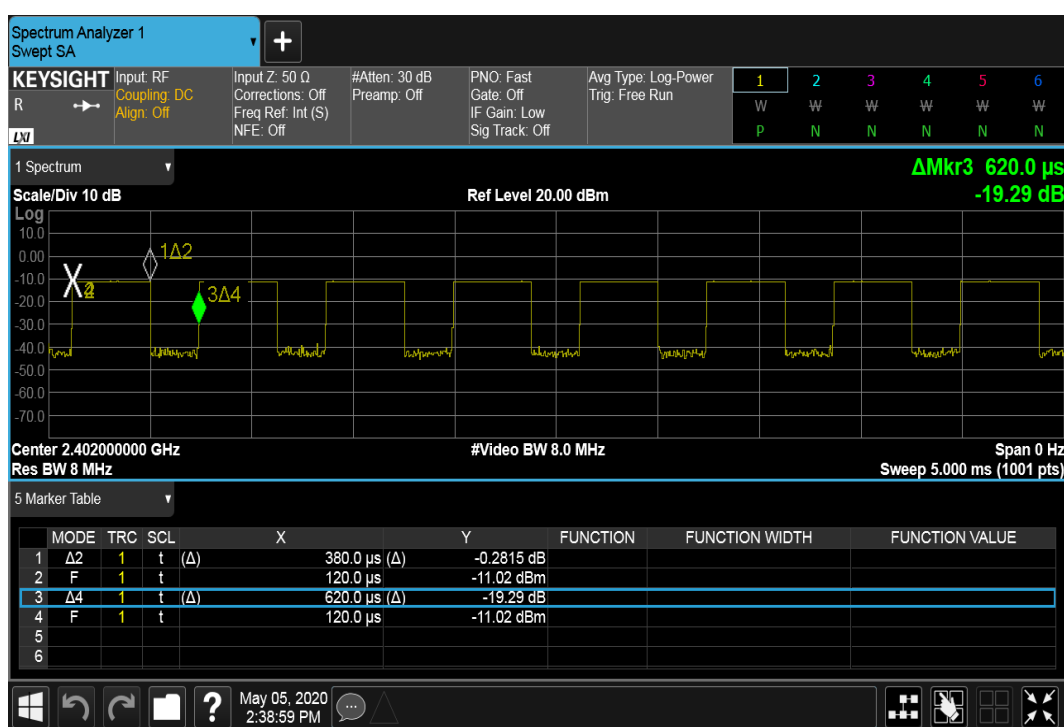 Spectrum Analyzer 1
Swept SA
+
KEYSIGHT
R
LXI
Input: RF
Coupling: DC
Align: Off
Input Z: 50 Ω
Corrections: Off
Freq Ref: Int (S)
NFE: Off
#Atten: 30 dB
Preamp: Off
PNO: Fast
Gate: Off
IF Gain: Low
Sig Track: Off
Avg Type: Log-Power
Trig: Free Run
1 2 3 4 5 6
W W W W W W
P N N N N N
1 Spectrum
ΔMkr3 620.0 µs
-19.29 dB
Scale/Div 10 dB
Ref Level 20.00 dBm
Log
10.0
0.00
-10.0
-20.0
-30.0
-40.0
-50.0
-60.0
-70.0
1Δ2
X
3Δ4
Center 2.402000000 GHz
#Video BW 8.0 MHz
Span 0 Hz
Res BW 8 MHz
Sweep 5.000 ms (1001 pts)
5 Marker Table
MODE TRC SCL X Y FUNCTION FUNCTION WIDTH FUNCTION VALUE
1 Δ2 1 t (Δ) 380.0 µs (Δ) -0.2815 dB
2 F 1 t 120.0 µs -11.02 dBm
3 Δ4 1 t (Δ) 620.0 µs (Δ) -19.29 dB
4 F 1 t 120.0 µs -11.02 dBm
5
6
?
May 05, 2020
2:38:59 PM